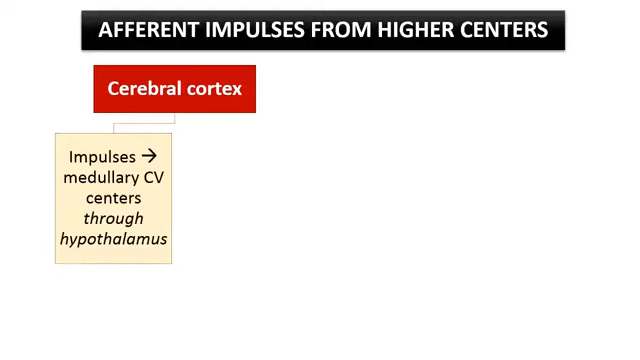 AFFERENT IMPULSES FROM HIGHER CENTERS
Cerebral cortex
Impulses →
medullary CV
centers
through
hypothalamus